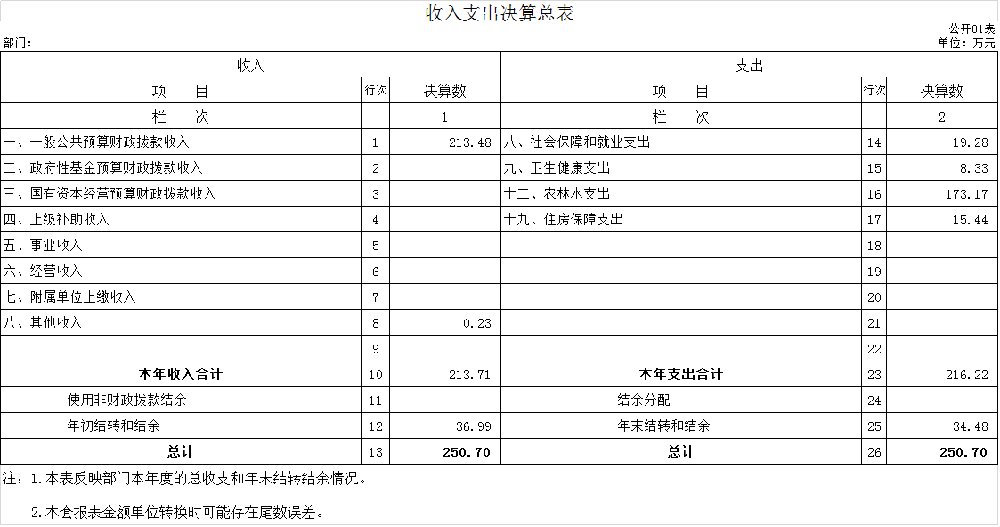 收入支出决算总表
公开01表
部门： 单位：万元
收入 支出
项 目 行次 决算数 项 目 行次 决算数
栏 次 1 栏 次 2
一、一般公共预算财政拨款收入 1 213.48 八、社会保障和就业支出 14 19.28
二、政府性基金预算财政拨款收入 2 九、卫生健康支出 15 8.33
三、国有资本经营预算财政拨款收入 3 十二、农林水支出 16 173.17
四、上级补助收入 4 十九、住房保障支出 17 15.44
五、事业收入 5 18
六、经营收入 6 19
七、附属单位上缴收入 7 20
八、其他收入 8 0.23 21
9 22
本年收入合计 10 213.71 本年支出合计 23 216.22
使用非财政拨款结余 11 结余分配 24
年初结转和结余 12 36.99 年末结转和结余 25 34.48
总计 13 250.70 总计 26 250.70
注：1.本表反映部门本年度的总收支和年末结转结余情况。
2.本套报表金额单位转换时可能存在尾数误差。